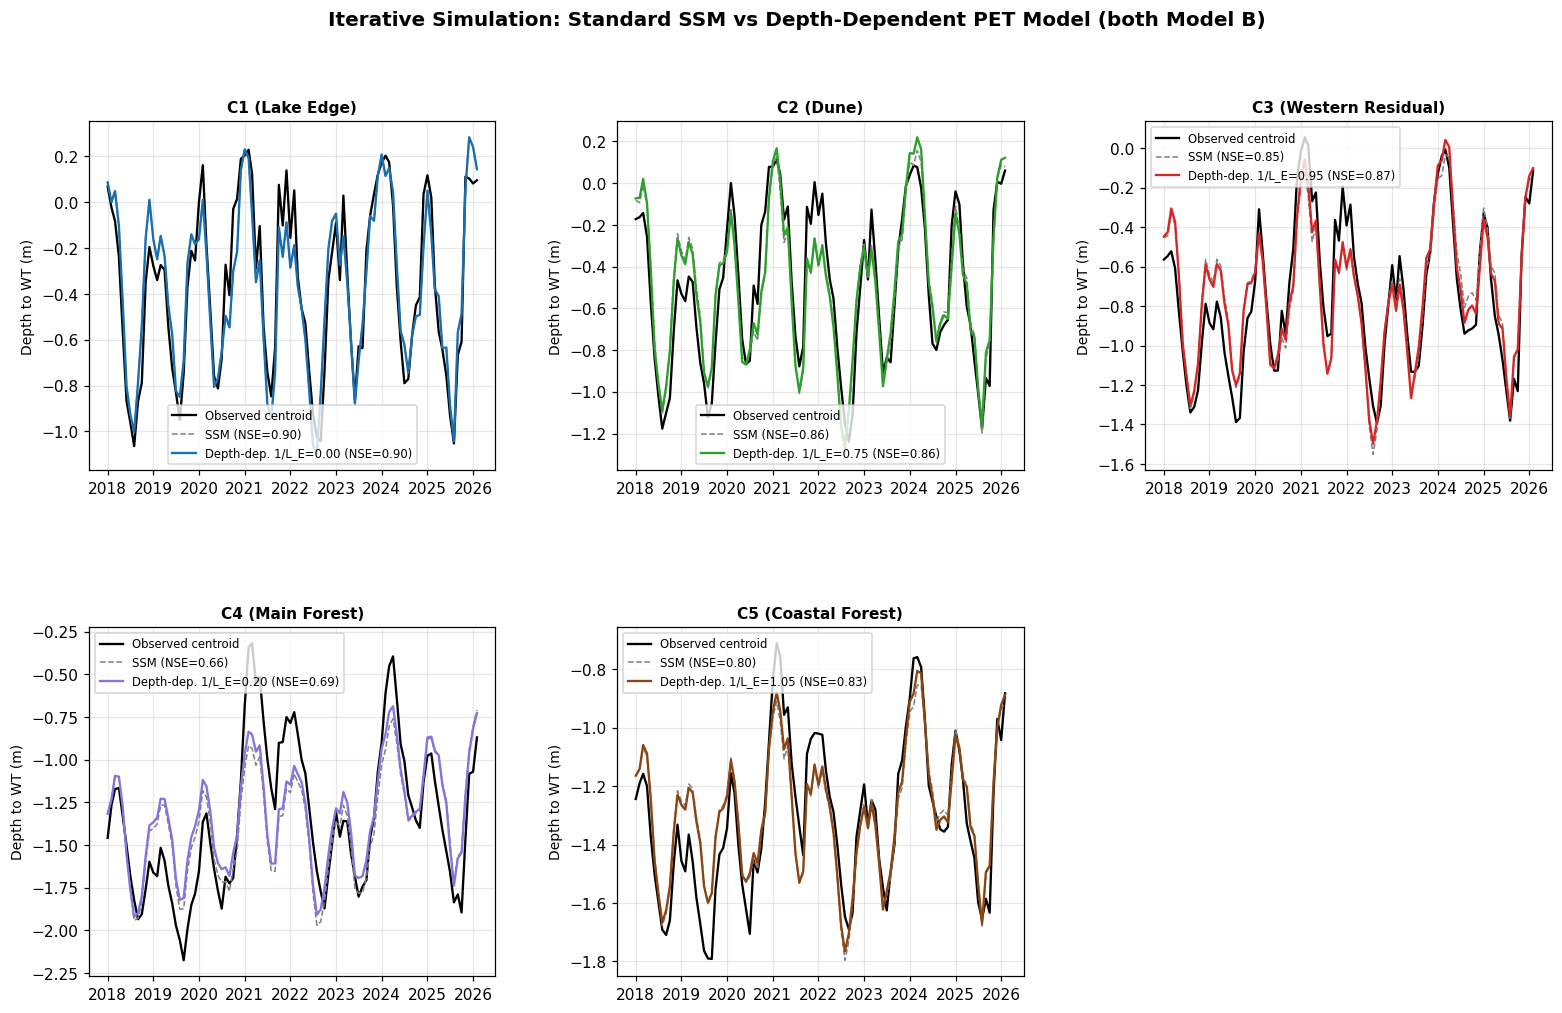 Iterative Simulation: Standard SSM vs Depth-Dependent PET Model (both Model B)
C1 (Lake Edge)
Depth to WT (m)
0.2
0.0
−0.2
−0.4
−0.6
−0.8
−1.0
Observed centroid
SSM (NSE=0.90)
Depth-dep. 1/L_E=0.00 (NSE=0.90)
2018 2019 2020 2021 2022 2023 2024 2025 2026
C2 (Dune)
Depth to WT (m)
0.2
0.0
−0.2
−0.4
−0.6
−0.8
−1.0
−1.2
Observed centroid
SSM (NSE=0.86)
Depth-dep. 1/L_E=0.75 (NSE=0.86)
2018 2019 2020 2021 2022 2023 2024 2025 2026
C3 (Western Residual)
Depth to WT (m)
Observed centroid
SSM (NSE=0.85)
Depth-dep. 1/L_E=0.95 (NSE=0.87)
0.0
−0.2
−0.4
−0.6
−0.8
−1.0
−1.2
−1.4
−1.6
2018 2019 2020 2021 2022 2023 2024 2025 2026
C4 (Main Forest)
Depth to WT (m)
Observed centroid
SSM (NSE=0.66)
Depth-dep. 1/L_E=0.20 (NSE=0.69)
−0.25
−0.50
−0.75
−1.00
−1.25
−1.50
−1.75
−2.00
−2.25
2018 2019 2020 2021 2022 2023 2024 2025 2026
C5 (Coastal Forest)
Depth to WT (m)
Observed centroid
SSM (NSE=0.80)
Depth-dep. 1/L_E=1.05 (NSE=0.83)
−0.8
−1.0
−1.2
−1.4
−1.6
−1.8
2018 2019 2020 2021 2022 2023 2024 2025 2026